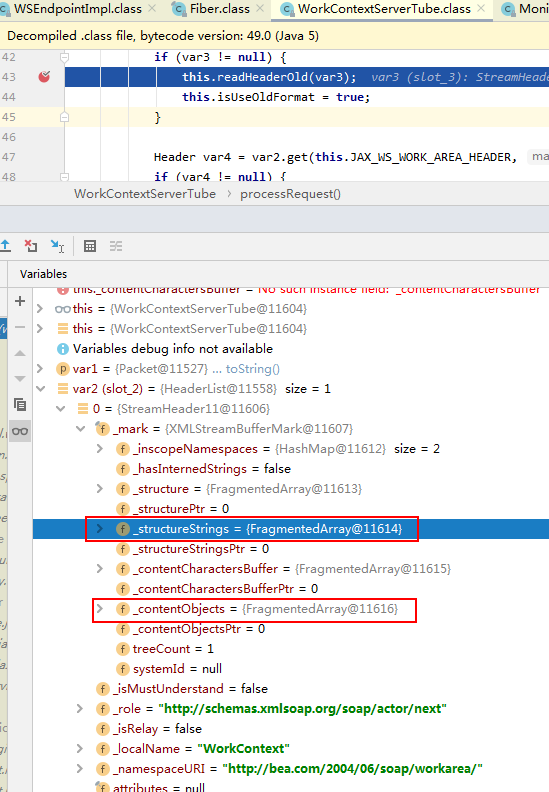 WSEndpointImpl.class
Fiber.class
WorkContextServerTube.class
Moni
Decompiled .class file, bytecode version: 49.0 (Java 5)
42 if (var3 != null) {
43 this.readHeaderOld(var3); var3 (slot_3): StreamHeade
44 this.isUseOldFormat = true;
45 }
46
47 Header var4 = var2.get(this.JAX_WS_WORK_AREA_HEADER, ma
48 if (var4 != null) {
WorkContextServerTube > processRequest()
Variables
this._contentCharactersBuffer = No such instance field: '_contentCharactersBuffer'
this = {WorkContextServerTube@11604}
this = {WorkContextServerTube@11604}
Variables debug info not available
var1 = {Packet@11527} ... toString()
var2 (slot_2) = {HeaderList@11558} size = 1
0 = {StreamHeader11@11606}
_mark = {XMLStreamBufferMark@11607}
_inscopeNamespaces = {HashMap@11612} size = 2
_hasInternedStrings = false
_structure = {FragmentedArray@11613}
_structurePtr = 0
_structureStrings = {FragmentedArray@11614}
_structureStringsPtr = 0
_contentCharactersBuffer = {FragmentedArray@11615}
_contentCharactersBufferPtr = 0
_contentObjects = {FragmentedArray@11616}
_contentObjectsPtr = 0
treeCount = 1
systemId = null
_isMustUnderstand = false
_role = "http://schemas.xmlsoap.org/soap/actor/next"
_isRelay = false
_localName = "WorkContext"
_namespaceURI = "http://bea.com/2004/06/soap/workarea/"
attributes = null